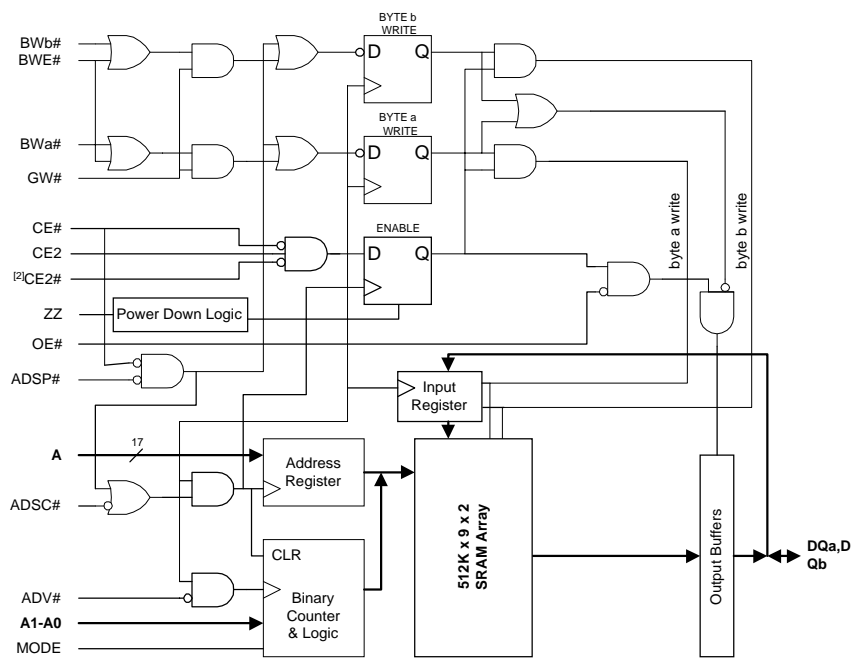 BYTE b
WRITE
BWb#
BWE#
D Q
BYTE a
WRITE
BWa#
D Q
GW#
byte a write
byte b write
CE#
ENABLE
CE2
D Q
[2]CE2#
ZZ
Power Down Logic
OE#
ADSP#
Input
Register
17
A
Address
Register
ADSC#
512K x 9 x 2
SRAM Array
Output Buffers
CLR
DQa,D
Qb
Binary
Counter
& Logic
ADV#
A1-A0
MODE